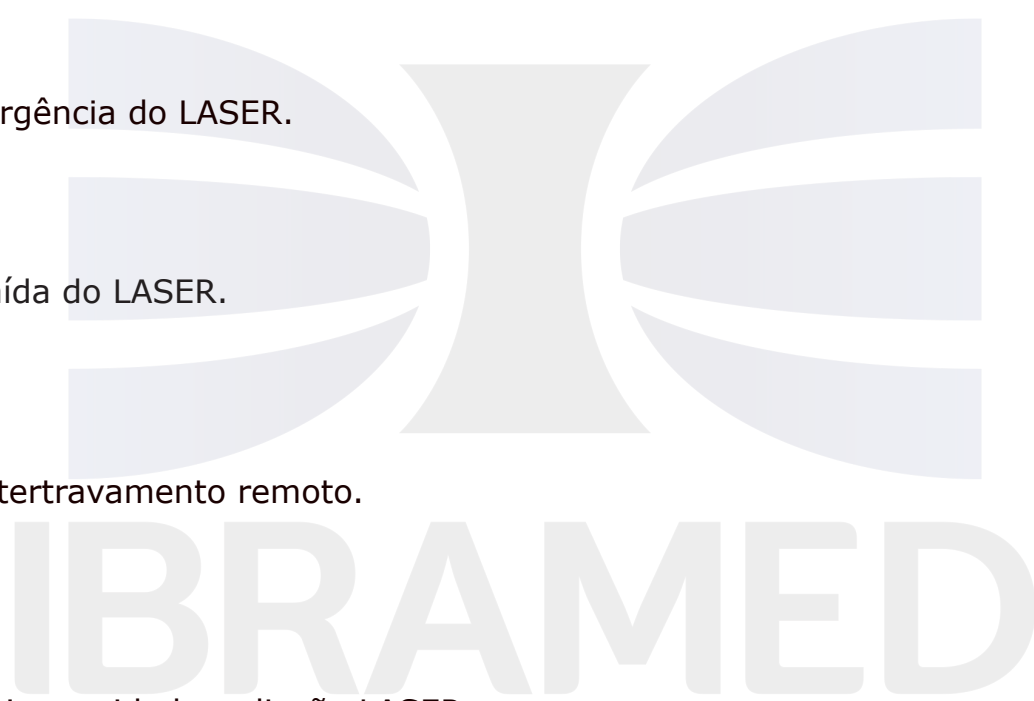 rgência do LASER.
ída do LASER.
tertravamento remoto.
IBRAMED